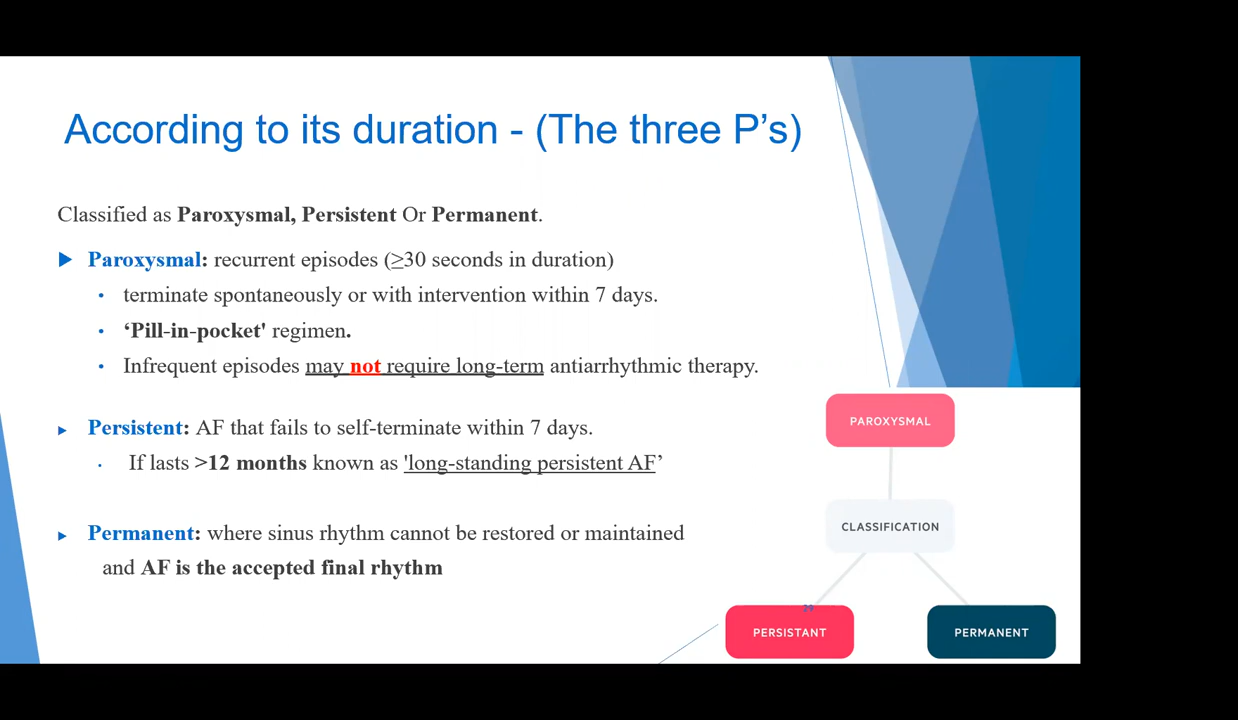 According to its duration - (The three P’s)
Classified as Paroxysmal, Persistent Or Permanent.
Paroxysmal: recurrent episodes (≥30 seconds in duration)
• terminate spontaneously or with intervention within 7 days.
• ‘Pill-in-pocket' regimen.
• Infrequent episodes may not require long-term antiarrhythmic therapy.
Persistent: AF that fails to self-terminate within 7 days.
• If lasts >12 months known as 'long-standing persistent AF’
Permanent: where sinus rhythm cannot be restored or maintained
and AF is the accepted final rhythm
PAROXYSMAL
CLASSIFICATION
29
PERSISTANT
PERMANENT